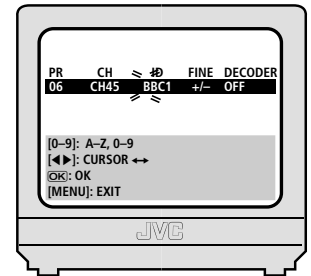 PR CH ID FINE DECODER
06 CH45 BBC1 +/– OFF
[0–9]: A–Z, 0–9
[◀ ▶]: CURSOR ↔
OK: OK
[MENU]: EXIT
JVC